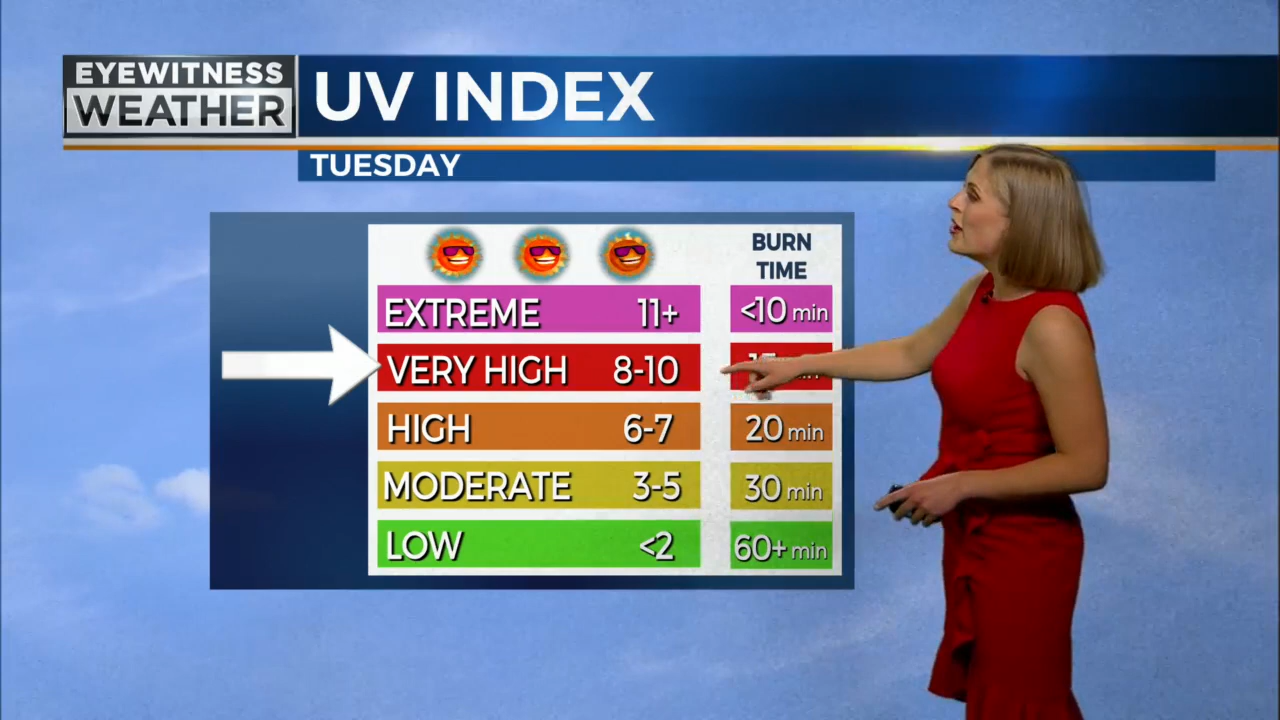 EYEWITNESS
WEATHER
UV INDEX
TUESDAY
BURN
TIME
EXTREME 11+ <10 min
VERY HIGH 8-10
HIGH 6-7 20 min
MODERATE 3-5 30 min
LOW <2 60+ min